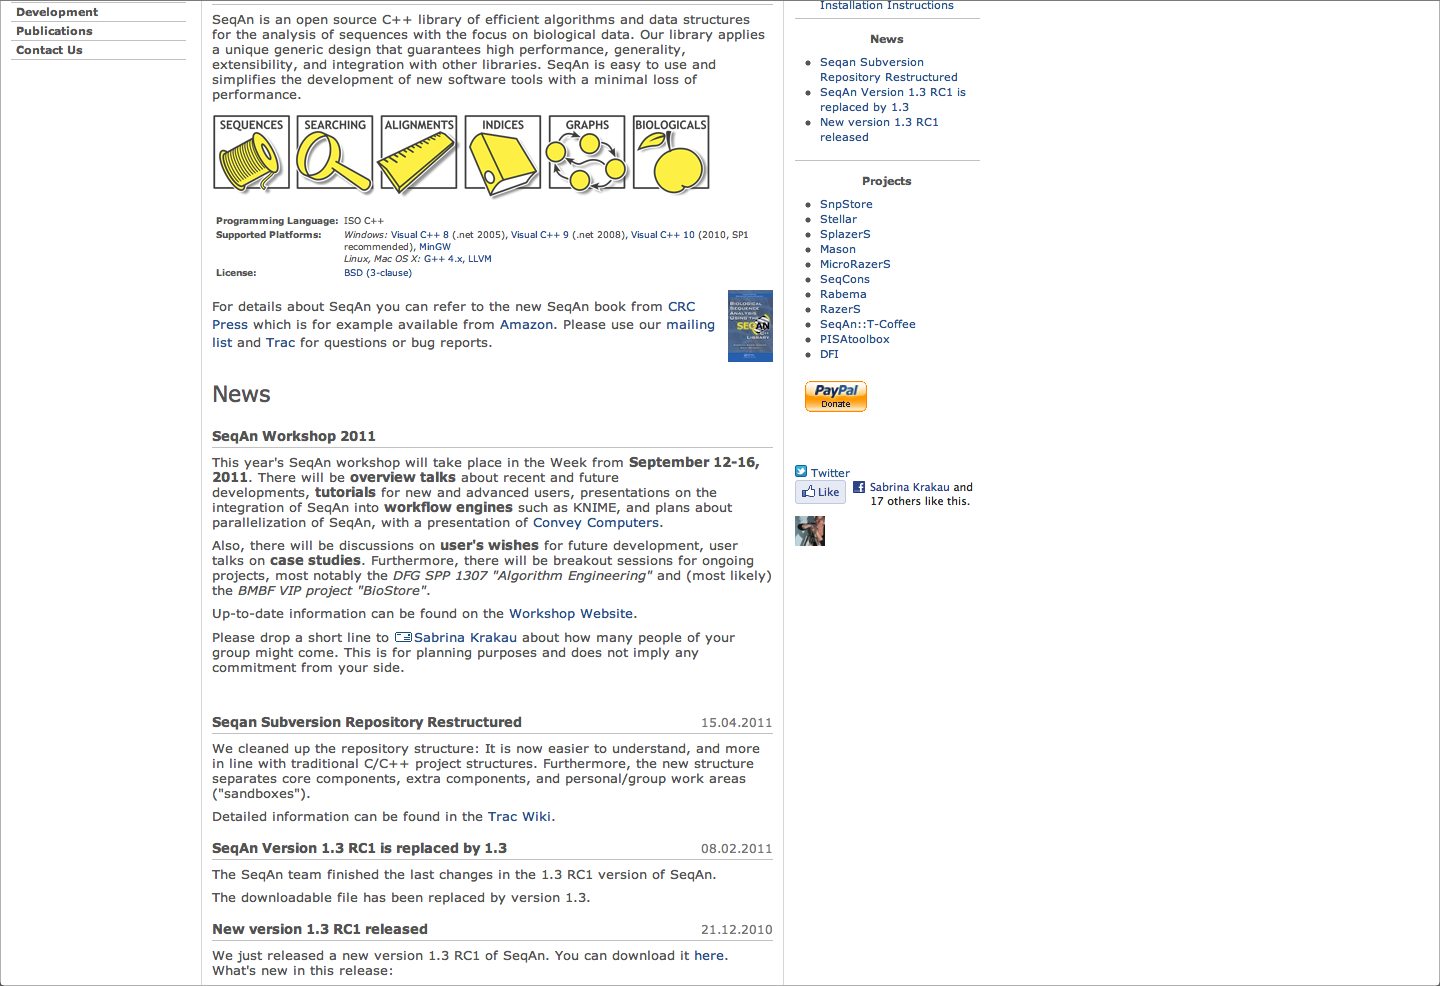 Development
Publications
Contact Us
SeqAn is an open source C++ library of efficient algorithms and data structures
for the analysis of sequences with the focus on biological data. Our library applies
a unique generic design that guarantees high performance, generality,
extensibility, and integration with other libraries. SeqAn is easy to use and
simplifies the development of new software tools with a minimal loss of
performance.
SEQUENCES SEARCHING ALIGNMENTS INDICES GRAPHS BIOLOGICALS
Programming Language: ISO C++
Supported Platforms: Windows: Visual C++ 8 (.net 2005), Visual C++ 9 (.net 2008), Visual C++ 10 (2010, SP1
recommended), MinGW
Linux, Mac OS X: G++ 4.x, LLVM
License: BSD (3-clause)
For details about SeqAn you can refer to the new SeqAn book from CRC
Press which is for example available from Amazon. Please use our mailing
list and Trac for questions or bug reports.
BIOLOGICAL
SEQUENCE
ANALYSIS
USING THE
SEQAN
C++
LIBRARY
News
SeqAn Workshop 2011
This year's SeqAn workshop will take place in the Week from September 12-16,
2011. There will be overview talks about recent and future
developments, tutorials for new and advanced users, presentations on the
integration of SeqAn into workflow engines such as KNIME, and plans about
parallelization of SeqAn, with a presentation of Convey Computers.
Also, there will be discussions on user's wishes for future development, user
talks on case studies. Furthermore, there will be breakout sessions for ongoing
projects, most notably the DFG SPP 1307 "Algorithm Engineering" and (most likely)
the BMBF VIP project "BioStore".
Up-to-date information can be found on the Workshop Website.
Please drop a short line to Sabrina Krakau about how many people of your
group might come. This is for planning purposes and does not imply any
commitment from your side.
Seqan Subversion Repository Restructured 15.04.2011
We cleaned up the repository structure: It is now easier to understand, and more
in line with traditional C/C++ project structures. Furthermore, the new structure
separates core components, extra components, and personal/group work areas
("sandboxes").
Detailed information can be found in the Trac Wiki.
SeqAn Version 1.3 RC1 is replaced by 1.3 08.02.2011
The SeqAn team finished the last changes in the 1.3 RC1 version of SeqAn.
The downloadable file has been replaced by version 1.3.
New version 1.3 RC1 released 21.12.2010
We just released a new version 1.3 RC1 of SeqAn. You can download it here.
What's new in this release:
Installation Instructions
News
Seqan Subversion
Repository Restructured
SeqAn Version 1.3 RC1 is
replaced by 1.3
New version 1.3 RC1
released
Projects
SnpStore
Stellar
SplazerS
Mason
MicroRazerS
SeqCons
Rabema
RazerS
SeqAn::T-Coffee
PISAtoolbox
DFI
PayPal
Donate
Twitter
Like
Sabrina Krakau and
17 others like this.